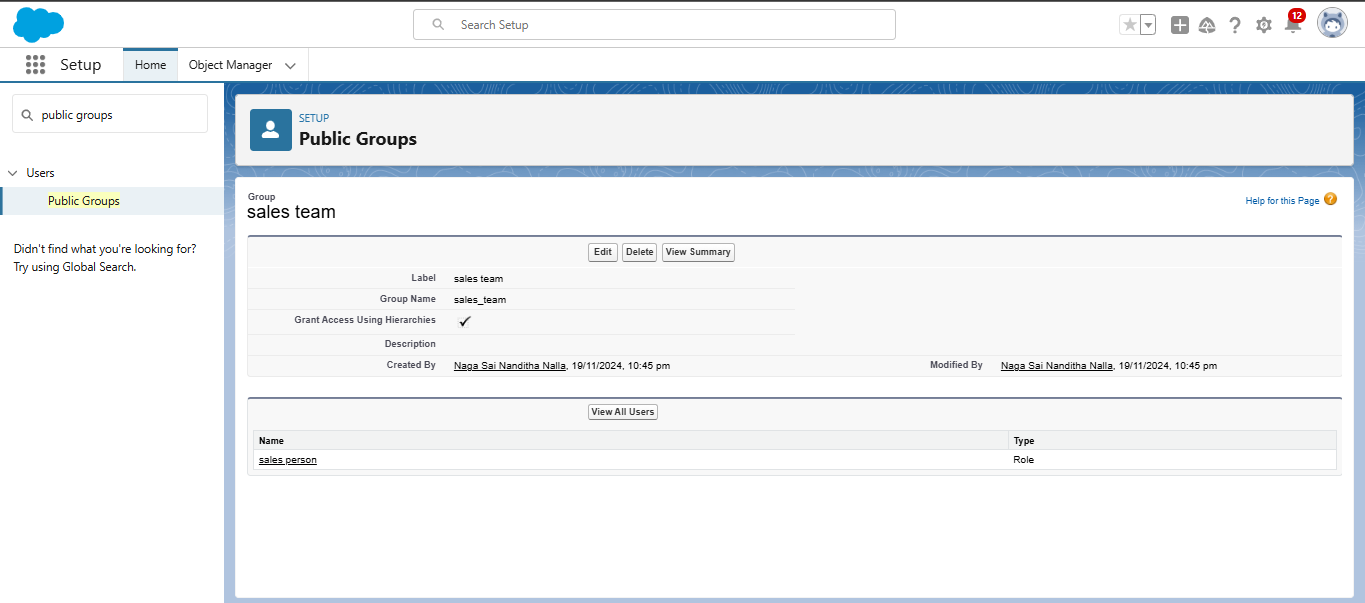 Search Setup
12
Setup
Home
Object Manager
public groups
Users
Public Groups
Didn't find what you're looking for?
Try using Global Search.
SETUP
Public Groups
Group
sales team
Help for this Page ?
Edit Delete View Summary
Label sales team
Group Name sales_team
Grant Access Using Hierarchies
Description
Created By Naga Sai Nanditha Nalla, 19/11/2024, 10:45 pm Modified By Naga Sai Nanditha Nalla, 19/11/2024, 10:45 pm
View All Users
Name Type
sales person Role